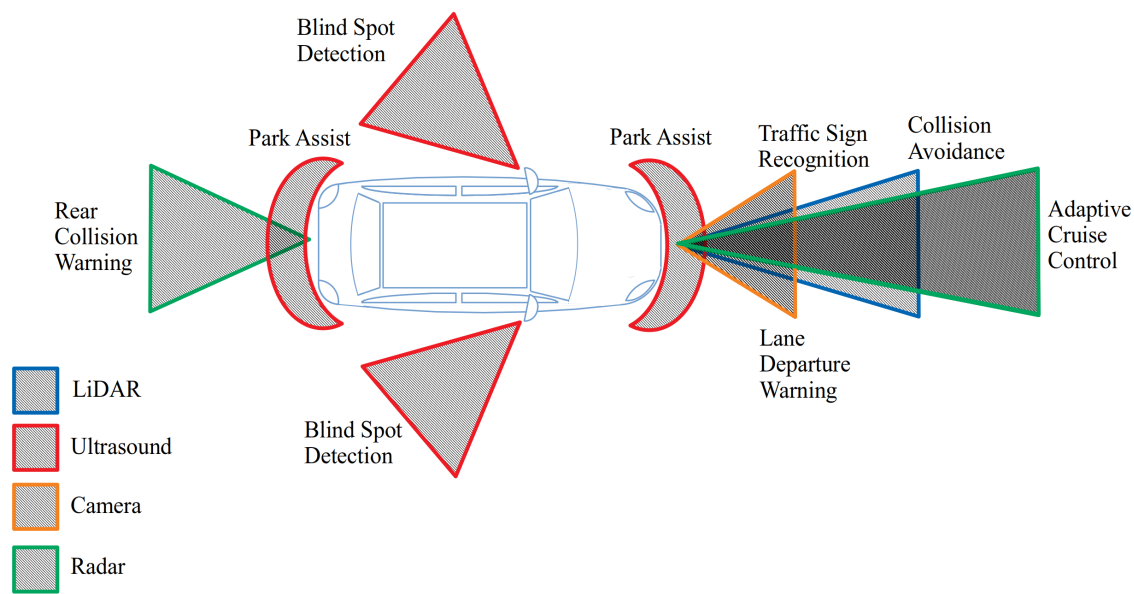 Blind Spot
Detection
Park Assist
Park Assist
Traffic Sign
Recognition
Collision
Avoidance
Rear
Collision
Warning
Adaptive
Cruise
Control
Lane
Departure
Warning
Blind Spot
Detection
LiDAR
Ultrasound
Camera
Radar